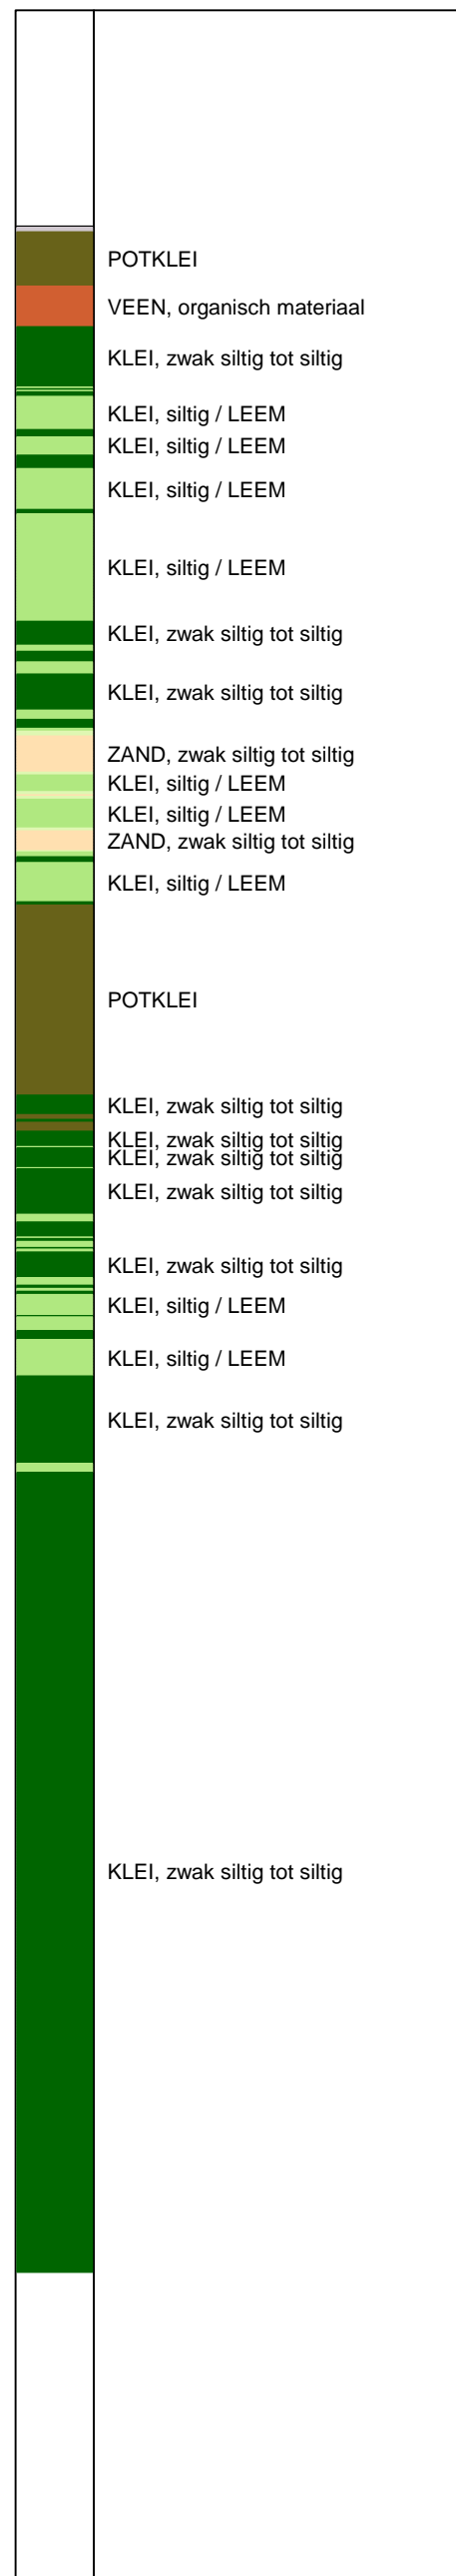 POTKLEI
VEEN, organisch materiaal
KLEI, zwak siltig tot siltig
KLEI, siltig / LEEM
KLEI, siltig / LEEM
KLEI, siltig / LEEM
KLEI, siltig / LEEM
KLEI, zwak siltig tot siltig
KLEI, zwak siltig tot siltig
ZAND, zwak siltig tot siltig
KLEI, siltig / LEEM
KLEI, siltig / LEEM
ZAND, zwak siltig tot siltig
KLEI, siltig / LEEM
POTKLEI
KLEI, zwak siltig tot siltig
KLEI, zwak siltig tot siltig
KLEI, zwak siltig tot siltig
KLEI, zwak siltig tot siltig
KLEI, zwak siltig tot siltig
KLEI, siltig / LEEM
KLEI, siltig / LEEM
KLEI, zwak siltig tot siltig
KLEI, zwak siltig tot siltig